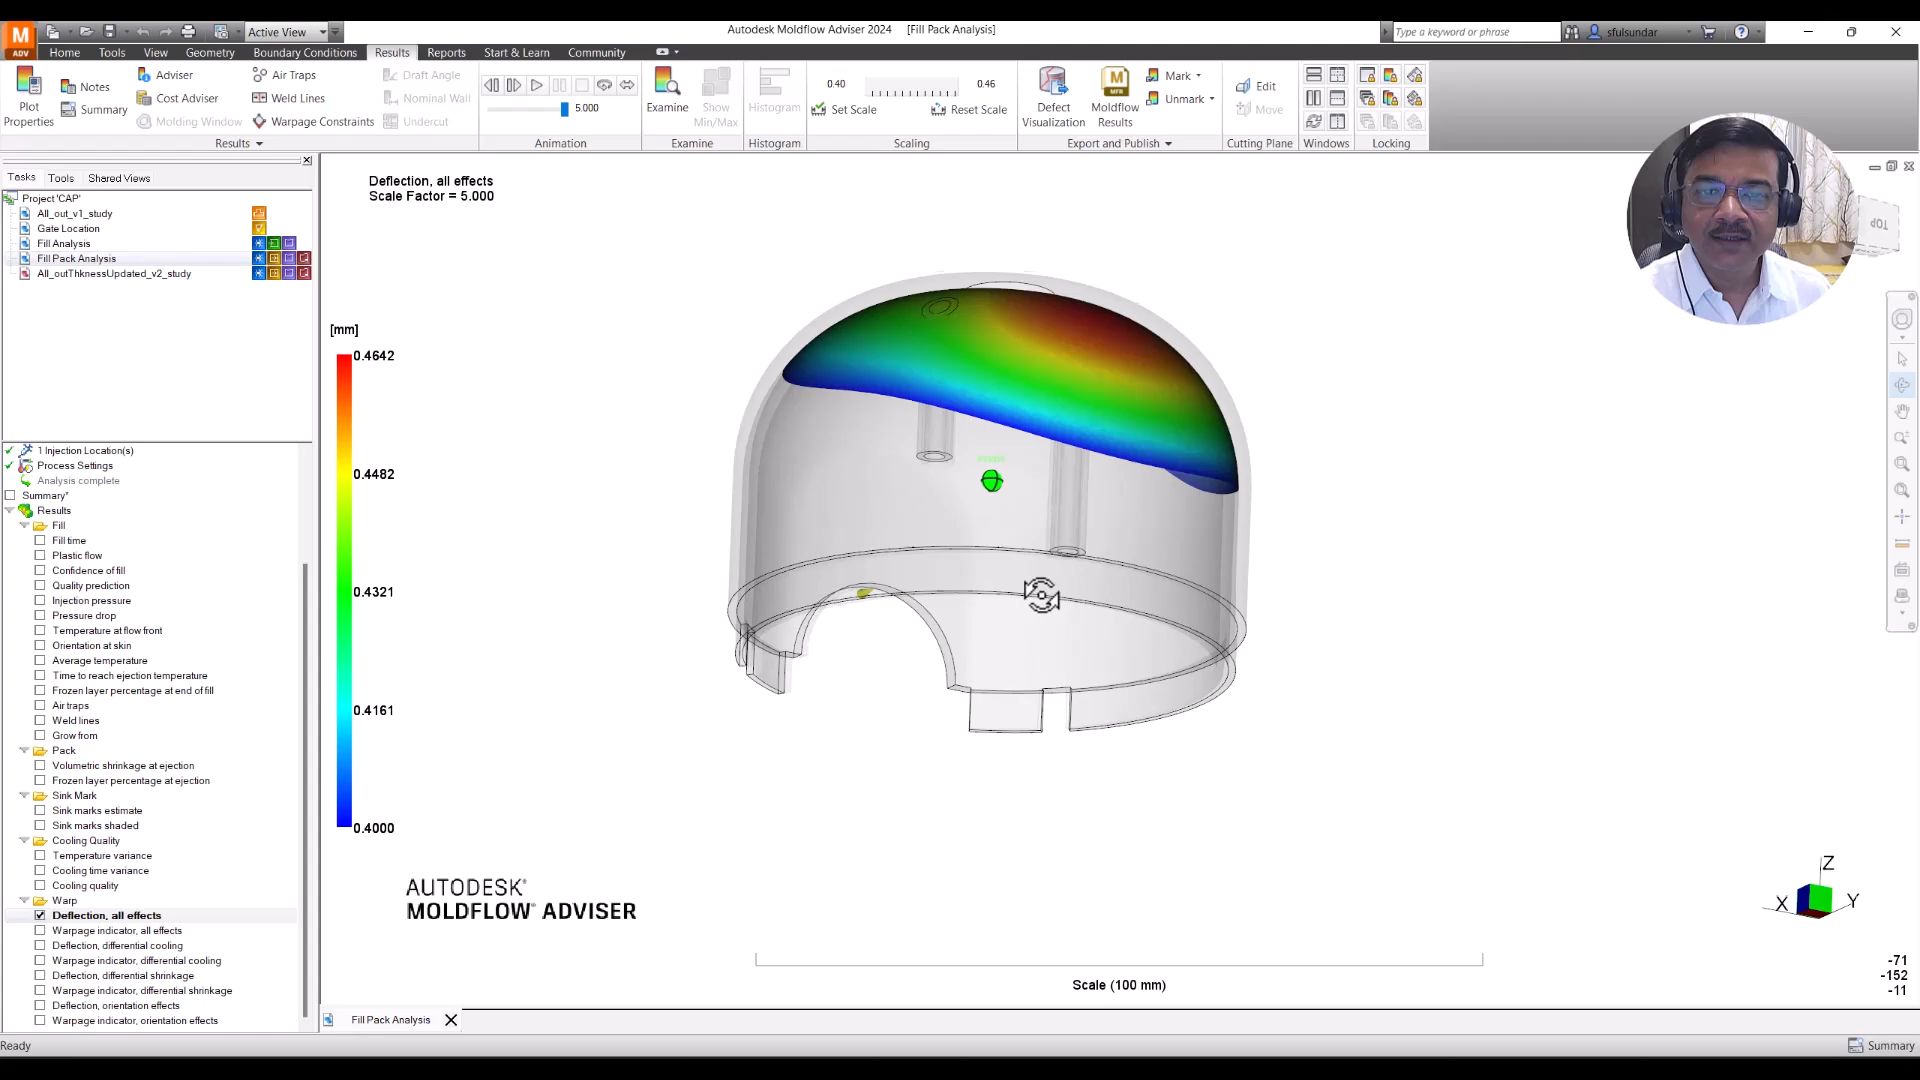 M
ADV
Active View
Autodesk Moldflow Adviser 2024 [Fill Pack Analysis]
Type a keyword or phrase
sfulsundar
Home
Tools
View
Geometry
Boundary Conditions
Results
Reports
Start & Learn
Community
Plot
Properties
Notes
Summary
Adviser
Cost Adviser
Molding Window
Air Traps
Weld Lines
Warpage Constraints
Draft Angle
Nominal Wall
Undercut
Results
5.000
Animation
Examine
Show
Min/Max
Examine
Histogram
Histogram
0.40
0.46
Set Scale
Reset Scale
Scaling
Defect
Visualization
Moldflow
Results
Mark
Unmark
Export and Publish
Edit
Move
Cutting Plane
Windows
Locking
Tasks
Tools
Shared Views
Project 'CAP'
All_out_v1_study
Gate Location
Fill Analysis
Fill Pack Analysis
All_outThknessUpdated_v2_study
1 Injection Location(s)
Process Settings
Analysis complete
Summary*
Results
Fill
Fill time
Plastic flow
Confidence of fill
Quality prediction
Injection pressure
Pressure drop
Temperature at flow front
Orientation at skin
Average temperature
Time to reach ejection temperature
Frozen layer percentage at end of fill
Air traps
Weld lines
Grow from
Pack
Volumetric shrinkage at ejection
Frozen layer percentage at ejection
Sink Mark
Sink marks estimate
Sink marks shaded
Cooling Quality
Temperature variance
Cooling time variance
Cooling quality
Warp
Deflection, all effects
Warpage indicator, all effects
Deflection, differential cooling
Warpage indicator, differential cooling
Deflection, differential shrinkage
Warpage indicator, differential shrinkage
Deflection, orientation effects
Warpage indicator, orientation effects
Deflection, all effects
Scale Factor = 5.000
[mm]
0.4642
0.4482
0.4321
0.4161
0.4000
TOP
AUTODESK®
MOLDFLOW® ADVISER
Scale (100 mm)
Z
X
Y
-71
-152
-11
Fill Pack Analysis
Ready
Summary